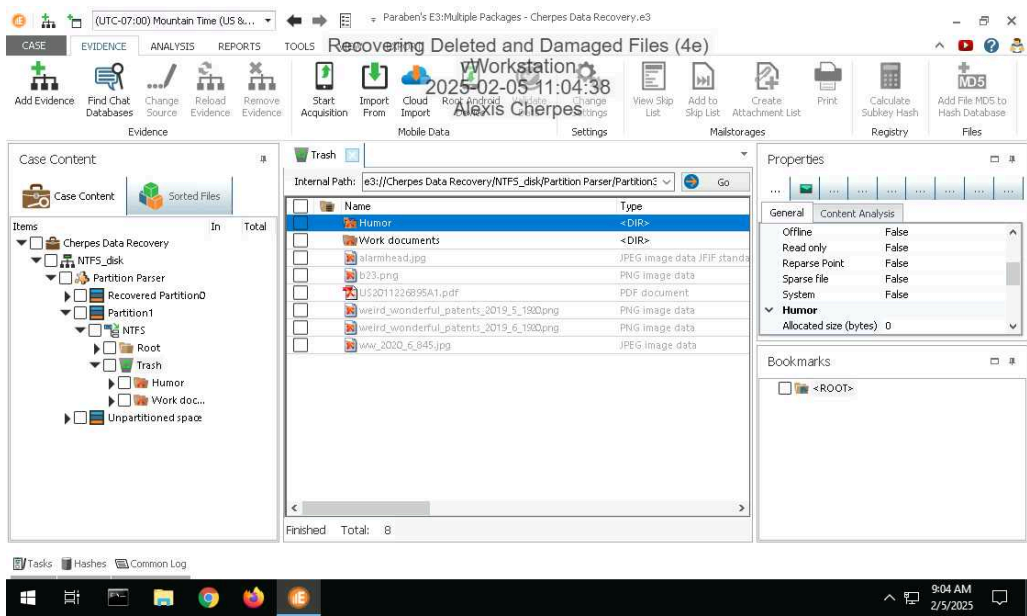 (UTC-07:00) Mountain Time (US &...
Paraben's E3:Multiple Packages - Cherpes Data Recovery.e3
CASE EVIDENCE ANALYSIS REPORTS TOOLS
Recovering Deleted and Damaged Files (4e)
vWorkstation
2025-02-05 11:04:38
Alexis Cherpes
Add Evidence
Find Chat Databases
Change Source
Reload Evidence
Remove Evidence
Start Acquisition
Import From
Cloud Import
Root Android
Change Settings
View Skip List
Add to Skip List
Create Attachment List
Print
Calculate Subkey Hash
MD5
Add File MD5 to Hash Database
Evidence
Mobile Data
Settings
Mailstorages
Registry
Files
Case Content
Case Content
Sorted Files
Items In Total
Cherpes Data Recovery
NTFS_disk
Partition Parser
Recovered Partition0
Partition1
NTFS
Root
Trash
Humor
Work doc...
Unpartitioned space
Trash
Internal Path: e3://Cherpes Data Recovery/NTFS_disk/Partition Parser/Partition1 Go
Name Type
Humor <DIR>
Work documents <DIR>
alarmhead.jpg JPEG image data JFIF standa
b23.png PNG image data
US2011226895A1.pdf PDF document
weird_wonderful_patents_2019_5_1920.png PNG image data
weird_wonderful_patents_2019_6_1920.png PNG image data
ww_2020_6_845.jpg JPEG image data
Finished Total: 8
Properties
General Content Analysis
Offline False
Read only False
Reparse Point False
Sparse file False
System False
Humor
Allocated size (bytes) 0
Bookmarks
<ROOT>
Tasks Hashes Common Log
9:04 AM
2/5/2025